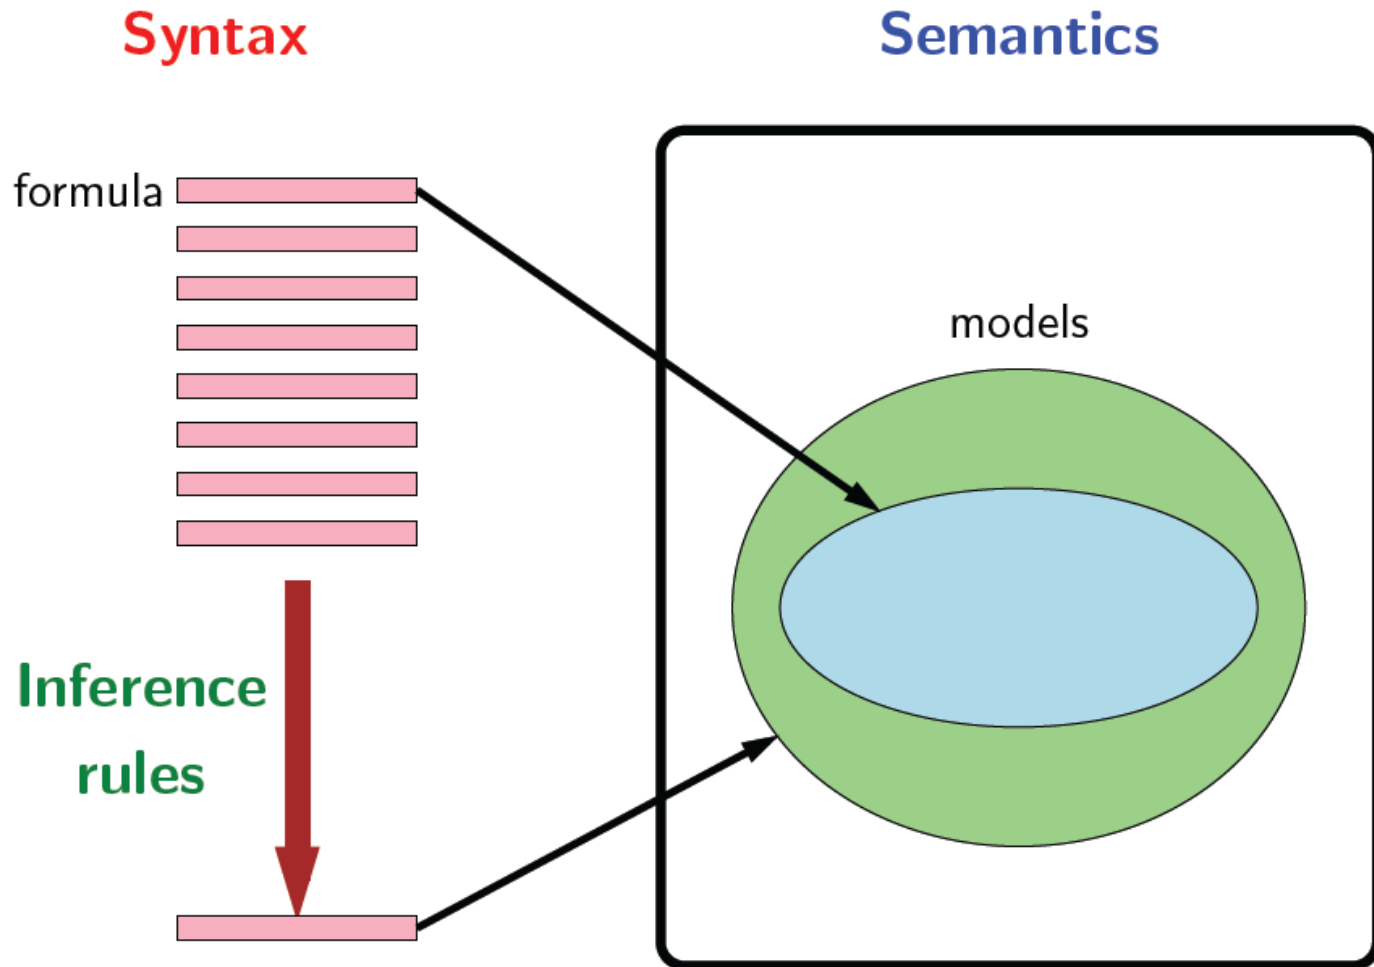 Syntax
Semantics
formula
models
Inference
rules